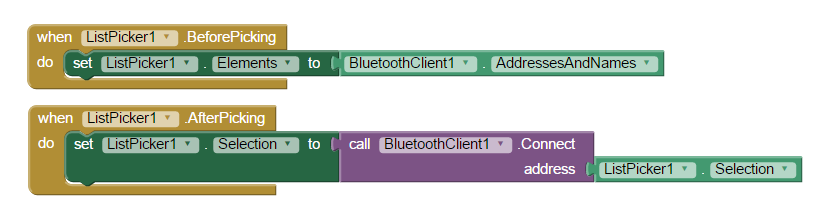 when ListPicker1 .BeforePicking
do set ListPicker1 . Elements to BluetoothClient1 . AddressesAndNames
when ListPicker1 .AfterPicking
do set ListPicker1 . Selection to call BluetoothClient1 .Connect
address ListPicker1 . Selection